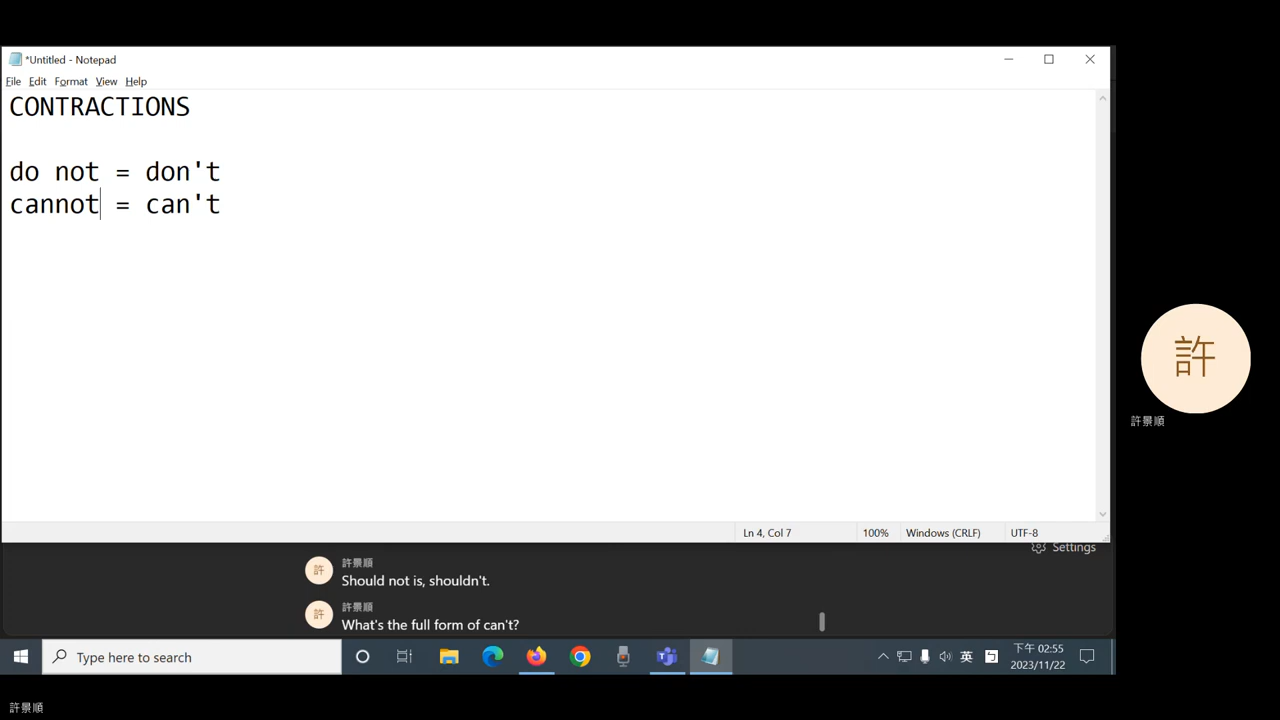 *Untitled - Notepad
File Edit Format View Help
CONTRACTIONS
do not = don't
cannot = can't
Ln 4, Col 7 100% Windows (CRLF) UTF-8
Settings
許 許景順
Should not is, shouldn't.
許 許景順
What's the full form of can't?
Type here to search
英
下午 02:55
2023/11/22
許
許景順
許景順